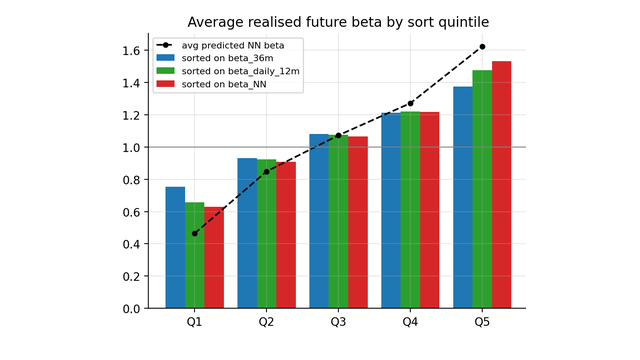 Average realised future beta by sort quintile
avg predicted NN beta
sorted on beta_36m
sorted on beta_daily_12m
sorted on beta_NN
1.6
1.4
1.2
1.0
0.8
0.6
0.4
0.2
0.0
Q1 Q2 Q3 Q4 Q5